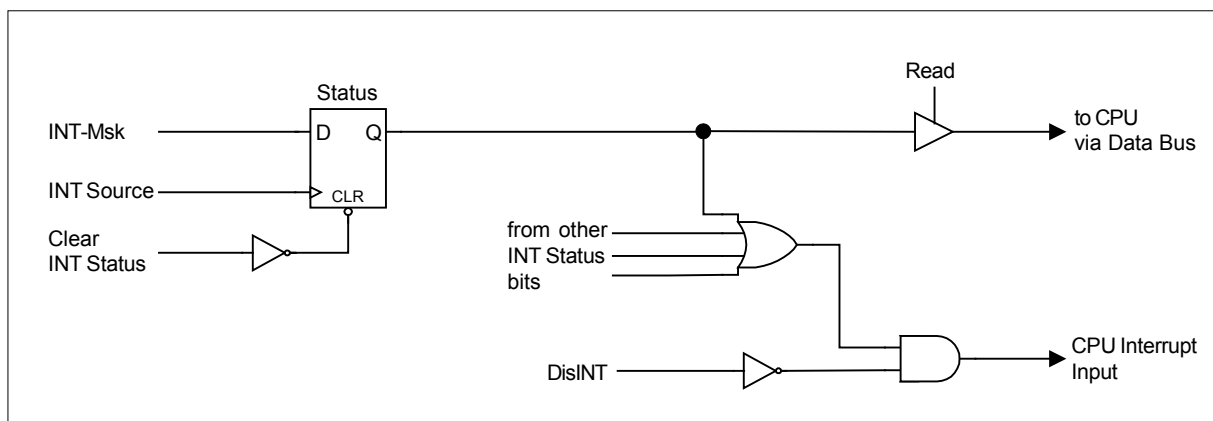 Read
Status
INT-Msk
D
Q
to CPU
via Data Bus
INT Source
CLR
Clear
INT Status
from other
INT Status
bits
DisINT
CPU Interrupt
Input